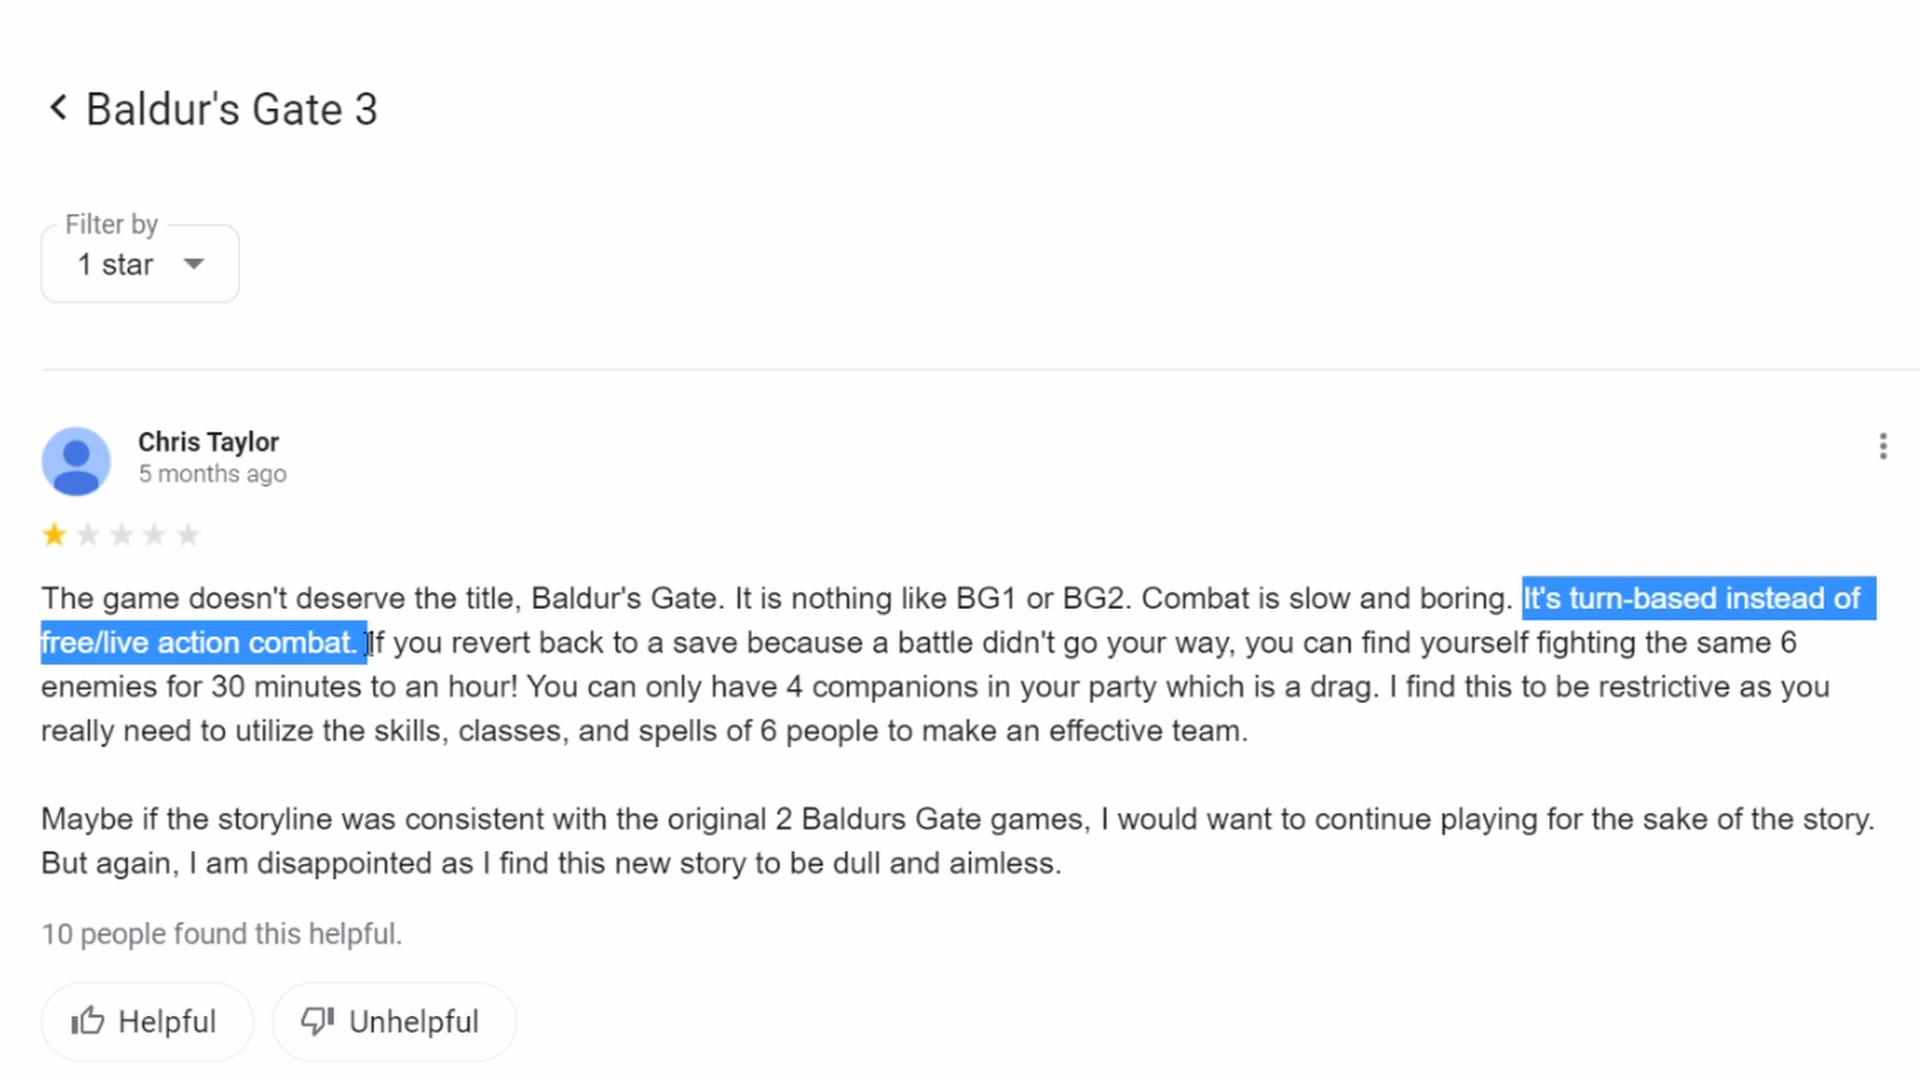 Baldur's Gate 3
Filter by
1 star
Chris Taylor
5 months ago
The game doesn't deserve the title, Baldur's Gate. It is nothing like BG1 or BG2. Combat is slow and boring. It's turn-based instead of
free/live action combat. If you revert back to a save because a battle didn't go your way, you can find yourself fighting the same 6
enemies for 30 minutes to an hour! You can only have 4 companions in your party which is a drag. I find this to be restrictive as you
really need to utilize the skills, classes, and spells of 6 people to make an effective team.
Maybe if the storyline was consistent with the original 2 Baldurs Gate games, I would want to continue playing for the sake of the story.
But again, I am disappointed as I find this new story to be dull and aimless.
10 people found this helpful.
Helpful
Unhelpful